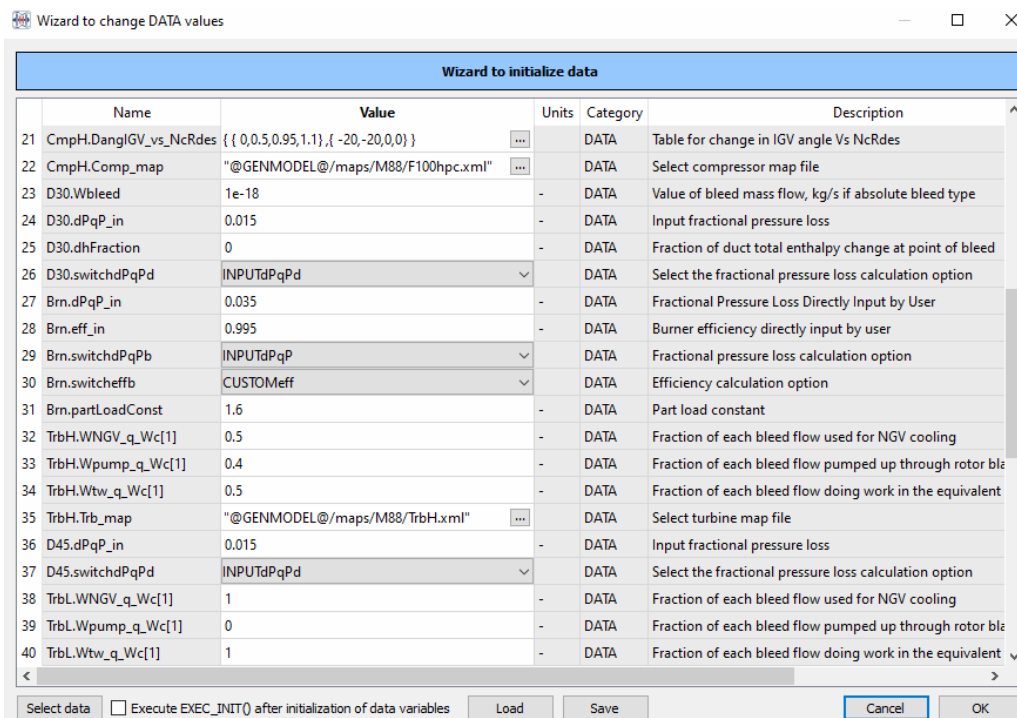 Wizard to change DATA values
Wizard to initialize data
Name Value Units Category Description
21 CmpH.DangIGV_vs_NcRdes { { 0,0.5,0.95,1.1},{ -20,-20,0,0} } ... DATA Table for change in IGV angle Vs NcRdes
22 CmpH.Comp_map "@GENMODEL@/maps/M88/F100hpc.xml" ... DATA Select compressor map file
23 D30.Wbleed 1e-18 - DATA Value of bleed mass flow, kg/s if absolute bleed type
24 D30.dPqP_in 0.015 - DATA Input fractional pressure loss
25 D30.dhFraction 0 - DATA Fraction of duct total enthalpy change at point of bleed
26 D30.switchdPqPd INPUTdPqPd DATA Select the fractional pressure loss calculation option
27 Brn.dPqP_in 0.035 - DATA Fractional Pressure Loss Directly Input by User
28 Brn.eff_in 0.995 - DATA Burner efficiency directly input by user
29 Brn.switchdPqPb INPUTdPqP DATA Fractional pressure loss calculation option
30 Brn.switcheffb CUSTOMeff DATA Efficiency calculation option
31 Brn.partLoadConst 1.6 - DATA Part load constant
32 TrbH.WNGV_q_Wc[1] 0.5 - DATA Fraction of each bleed flow used for NGV cooling
33 TrbH.Wpump_q_Wc[1] 0.4 - DATA Fraction of each bleed flow pumped up through rotor bla
34 TrbH.Wtw_q_Wc[1] 0.5 - DATA Fraction of each bleed flow doing work in the equivalent
35 TrbH.Trb_map "@GENMODEL@/maps/M88/TrbH.xml" ... DATA Select turbine map file
36 D45.dPqP_in 0.015 - DATA Input fractional pressure loss
37 D45.switchdPqPd INPUTdPqPd DATA Select the fractional pressure loss calculation option
38 TrbL.WNGV_q_Wc[1] 1 - DATA Fraction of each bleed flow used for NGV cooling
39 TrbL.Wpump_q_Wc[1] 0 - DATA Fraction of each bleed flow pumped up through rotor bla
40 TrbL.Wtw_q_Wc[1] 1 - DATA Fraction of each bleed flow doing work in the equivalent
Select data Execute EXEC_INIT() after initialization of data variables Load Save Cancel OK